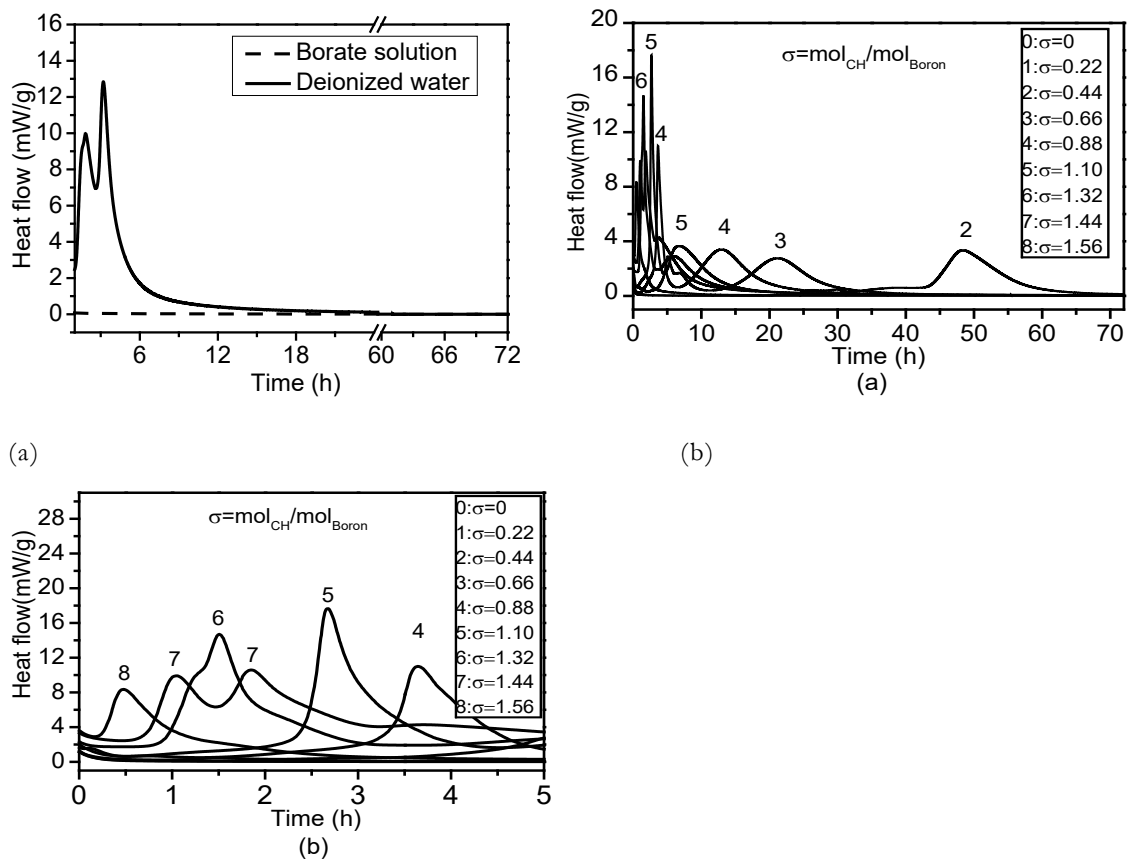 16
14
12
10
8
6
4
2
0
Heat flow (mW/g)
Borate solution
Deionized water
6 12 18 24 60 66 72
Time (h)
20
16
12
8
4
0
Heat flow(mW/g)
σ=mol_CH/mol_Boron
5
6
4
5
4
3
2
0:σ=0
1:σ=0.22
2:σ=0.44
3:σ=0.66
4:σ=0.88
5:σ=1.10
6:σ=1.32
7:σ=1.44
8:σ=1.56
0 10 20 30 40 50 60 70
Time (h)
(a)
(a)
(b)
28
24
20
16
12
8
4
0
Heat flow(mW/g)
σ=mol_CH/mol_Boron
8
7
6
7
5
4
0:σ=0
1:σ=0.22
2:σ=0.44
3:σ=0.66
4:σ=0.88
5:σ=1.10
6:σ=1.32
7:σ=1.44
8:σ=1.56
0 1 2 3 4 5
Time (h)
(b)